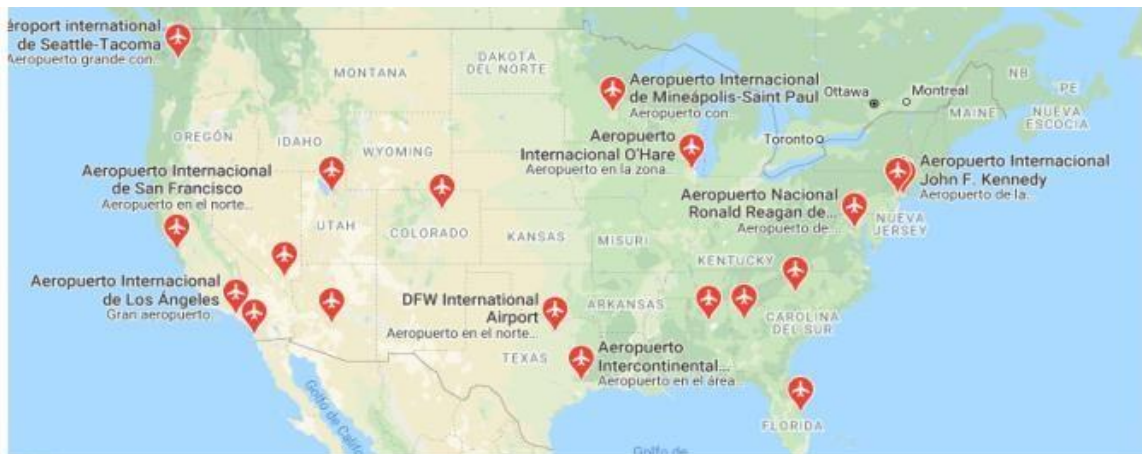 éroport international
de Seattle-Tacoma
Aeropuerto grande con...
MONTANA
DAKOTA
DEL NORTE
Aeropuerto Internacional
de Mineápolis-Saint Paul
Aeropuerto con...
Ottawa
Montreal
NB
PE
MAINE
NUEVA
ESCOCIA
Toronto
OREGÓN
IDAHO
WYOMING
Aeropuerto
Internacional O'Hare
Aeropuerto en la zona...
Aeropuerto Internacional
John F. Kennedy
Aeropuerto de la...
Aeropuerto Internacional
de San Francisco
Aeropuerto en el norte...
Aeropuerto Nacional
Ronald Reagan de...
Aeropuerto de...
NUEVA
JERSEY
UTAH
COLORADO
KANSAS
MISURI
KENTUCKY
Aeropuerto Internacional
de Los Ángeles
Gran aeropuerto
DFW International
Airport
Aeropuerto en el norte...
ARKANSAS
CAROLINA
DEL SUR
TEXAS
Aeropuerto
Intercontinental...
Aeropuerto en el área...
Golfo de Calif
FLORIDA
Golfo de